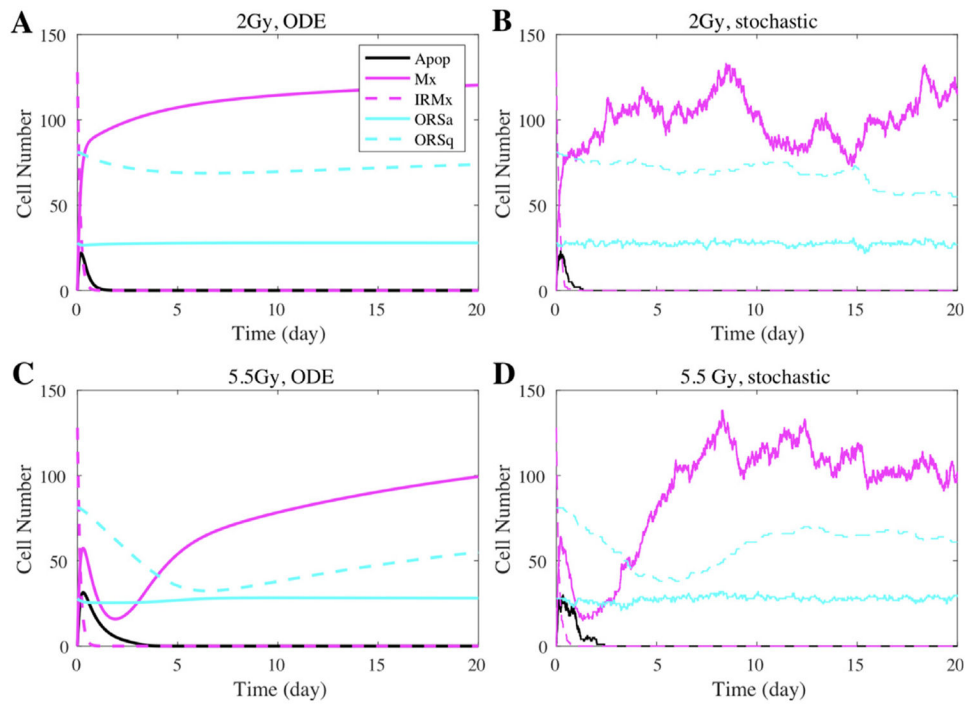 A
2Gy, ODE
150
100
50
0
Cell Number
0 5 10 15 20
Time (day)
Apop
Mx
IRMx
ORSa
ORSq
B
2Gy, stochastic
150
100
50
0
Cell Number
0 5 10 15 20
Time (day)
C
5.5Gy, ODE
150
100
50
0
Cell Number
0 5 10 15 20
Time (day)
D
5.5 Gy, stochastic
150
100
50
0
Cell Number
0 5 10 15 20
Time (day)